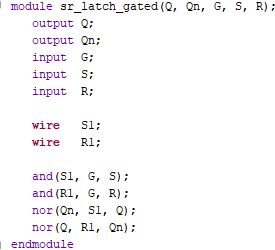 module sr_latch_gated(Q, Qn, G, S, R);
output Q;
output Qn;
input G;
input S;
input R;
wire S1;
wire R1;
and(S1, G, S);
and(R1, G, R);
nor(Qn, S1, Q);
nor(Q, R1, Qn);
endmodule